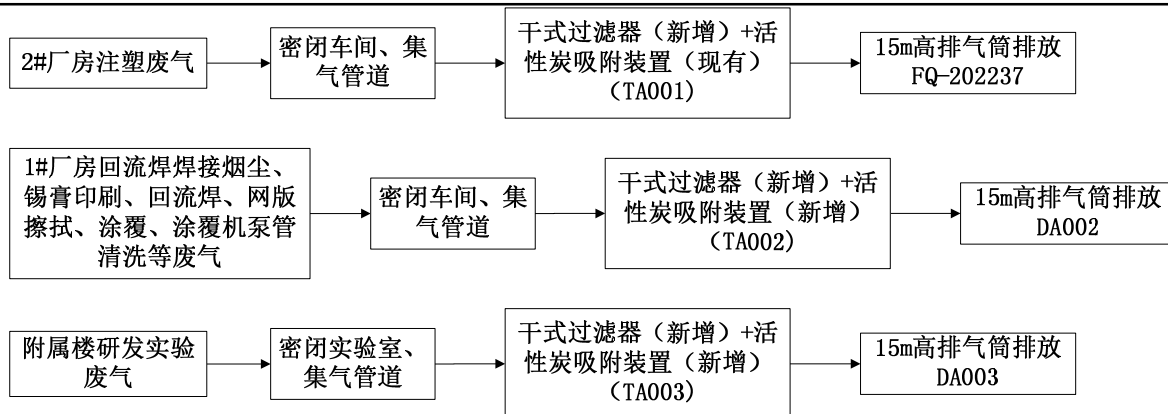 2#厂房注塑废气
密闭车间、集
气管道
干式过滤器（新增）+活
性炭吸附装置（现有）
（TA001）
15m高排气筒排放
FQ-202237
1#厂房回流焊焊接烟尘、
锡膏印刷、回流焊、网版
擦拭、涂覆、涂覆机泵管
清洗等废气
密闭车间、集
气管道
干式过滤器（新增）+活
性炭吸附装置（新增）
（TA002）
15m高排气筒排放
DA002
附属楼研发实验
废气
密闭实验室、
集气管道
干式过滤器（新增）+活
性炭吸附装置（新增）
（TA003）
15m高排气筒排放
DA003